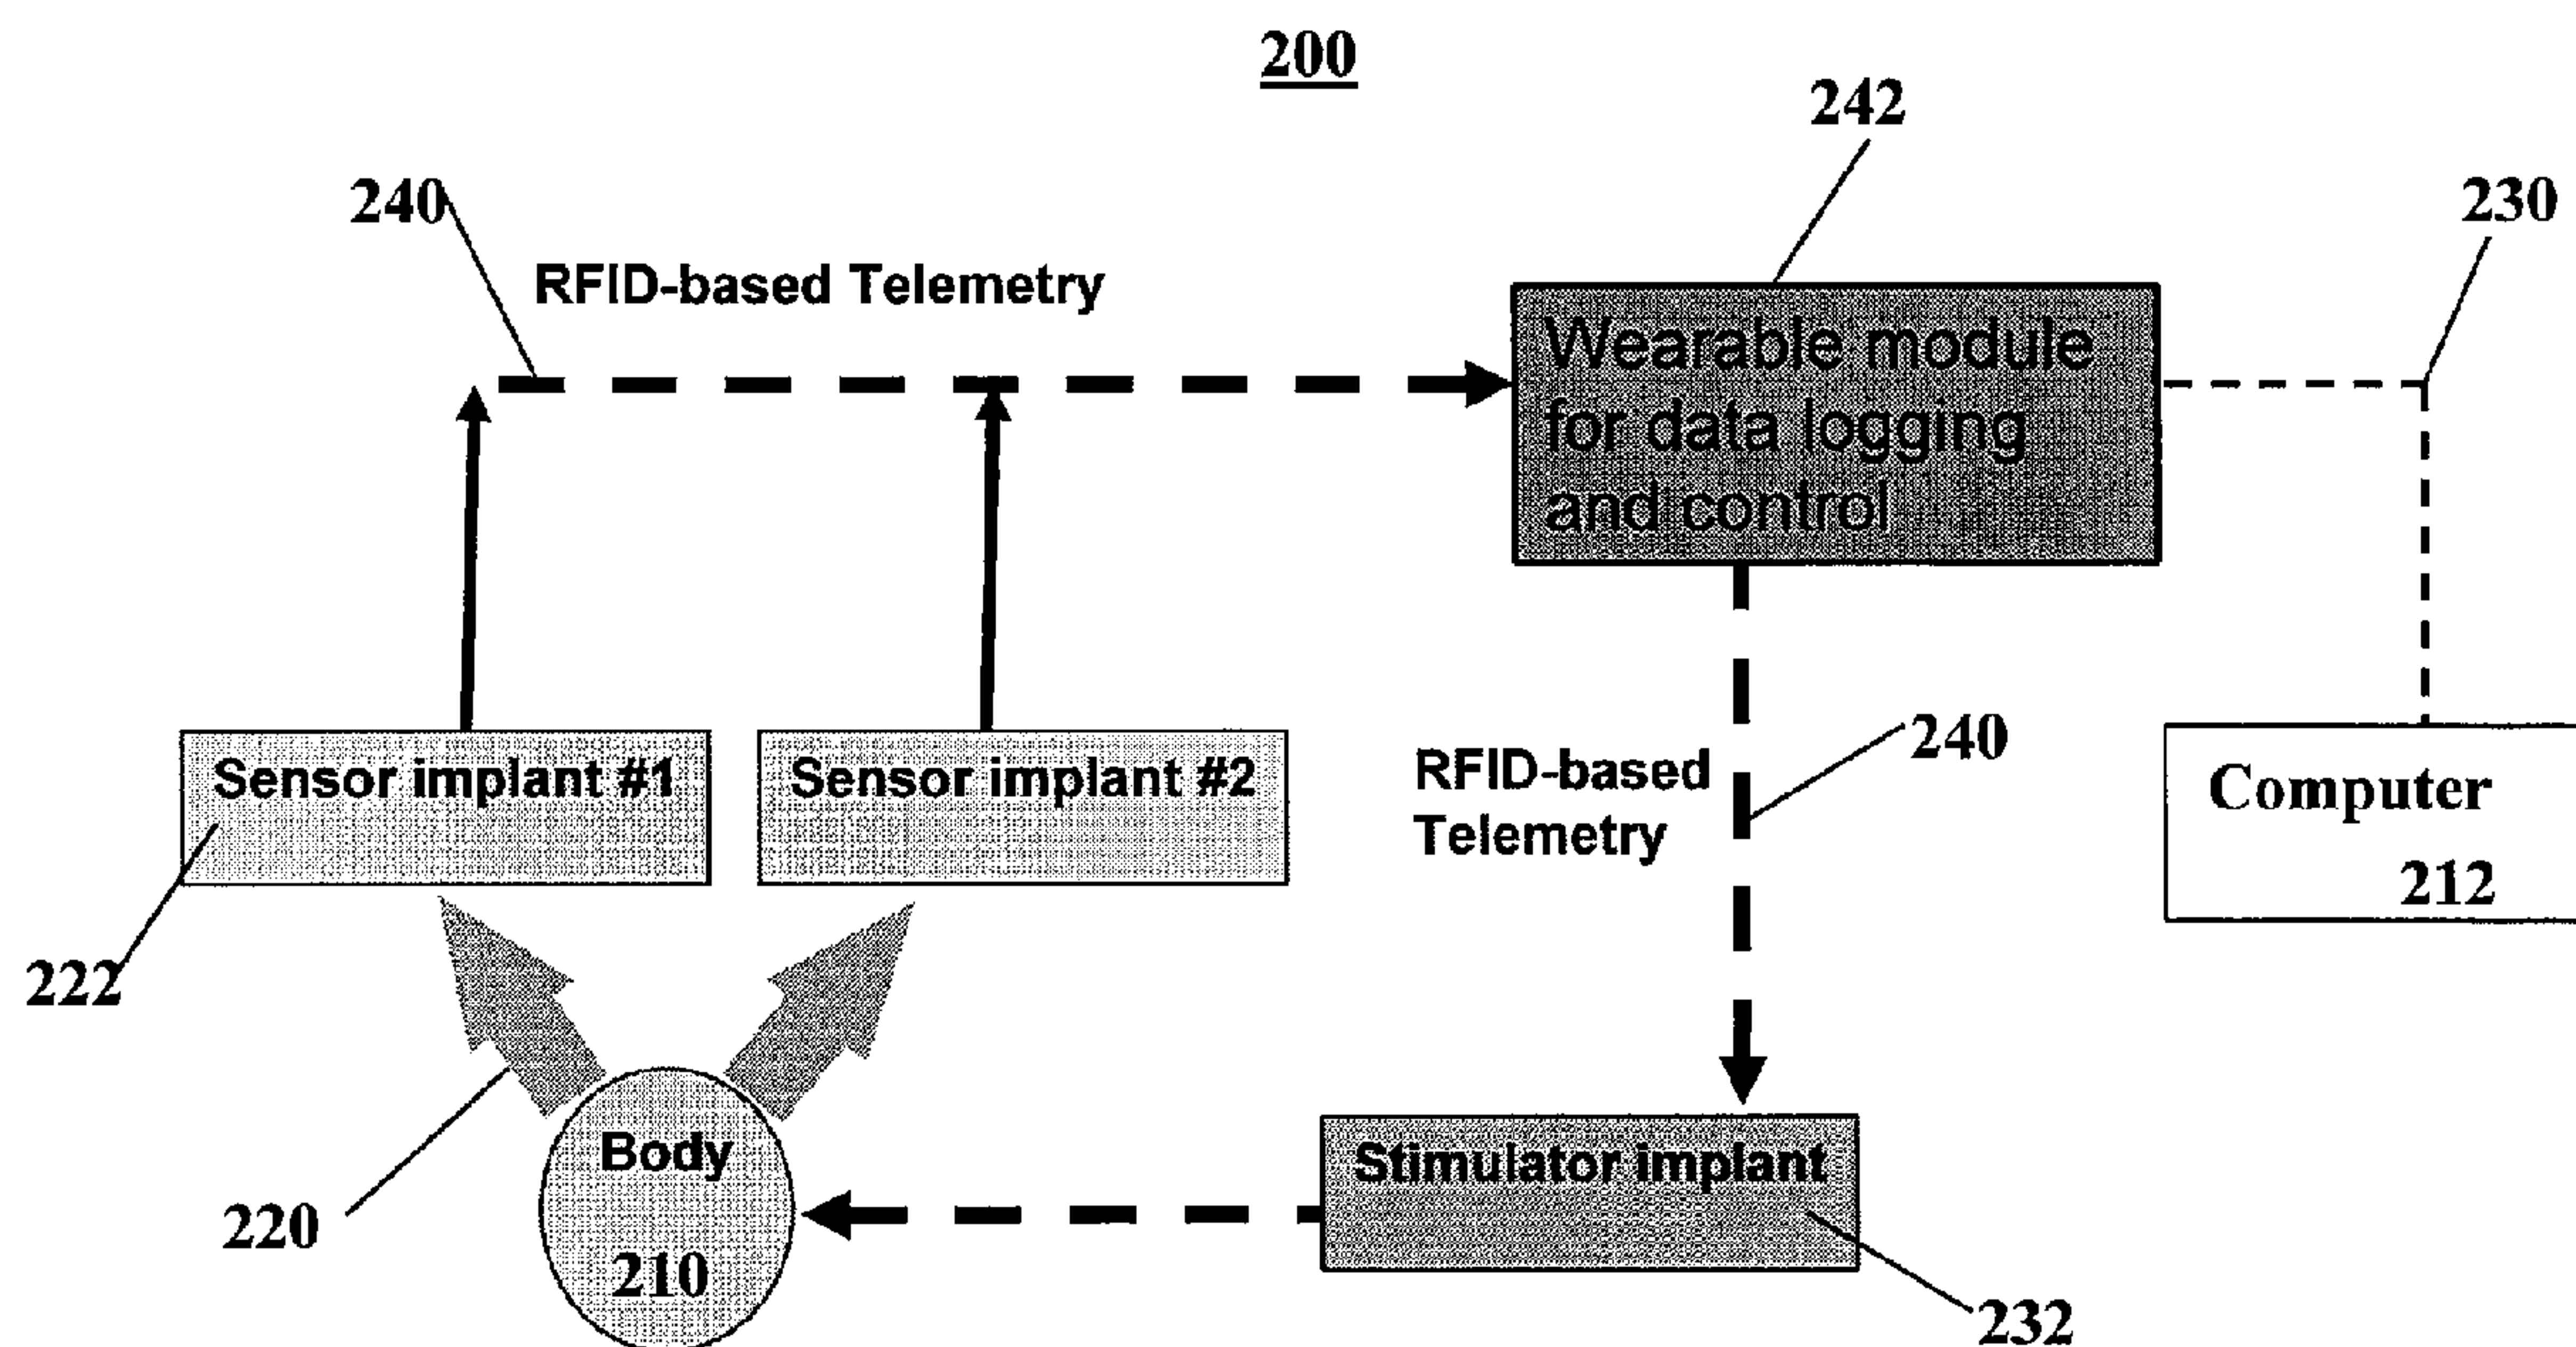 200
242
240
230
RFID-based Telemetry
Wearable module
for data logging
and control
240
RFID-based
Telemetry
Sensor implant #1
Sensor implant #2
Computer
212
222
Body
210
Stimulator implant
220
232